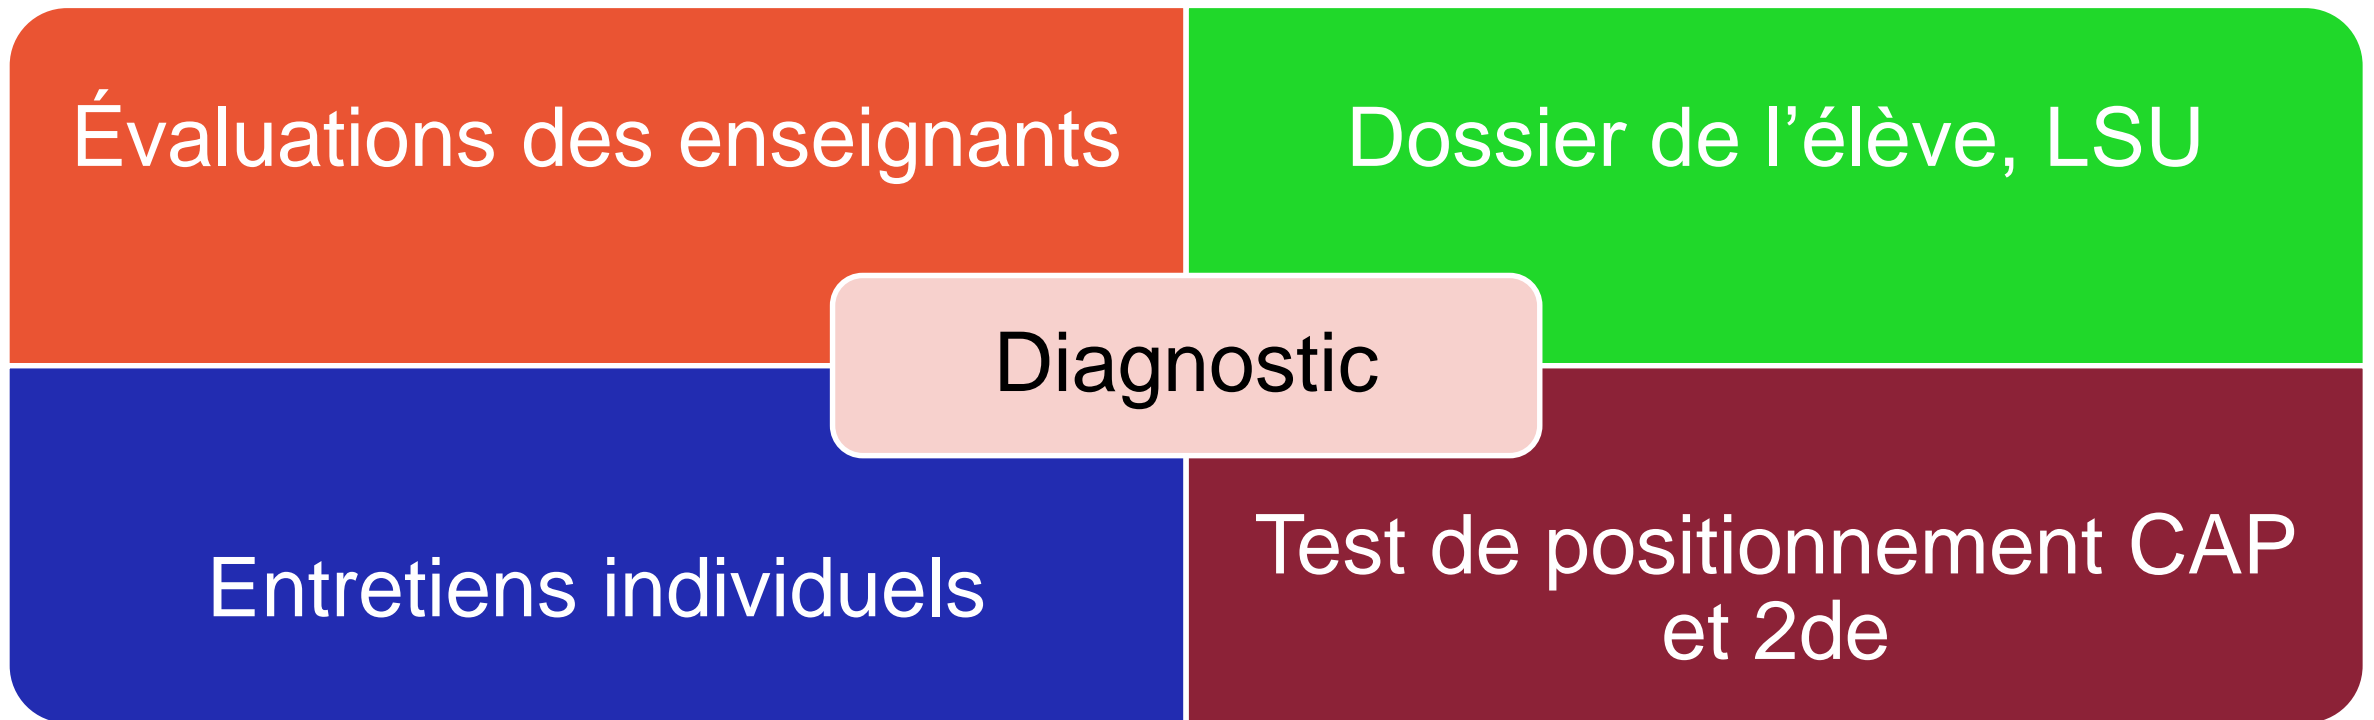 Évaluations des enseignants
Dossier de l’élève, LSU
Diagnostic
Entretiens individuels
Test de positionnement CAP
et 2de